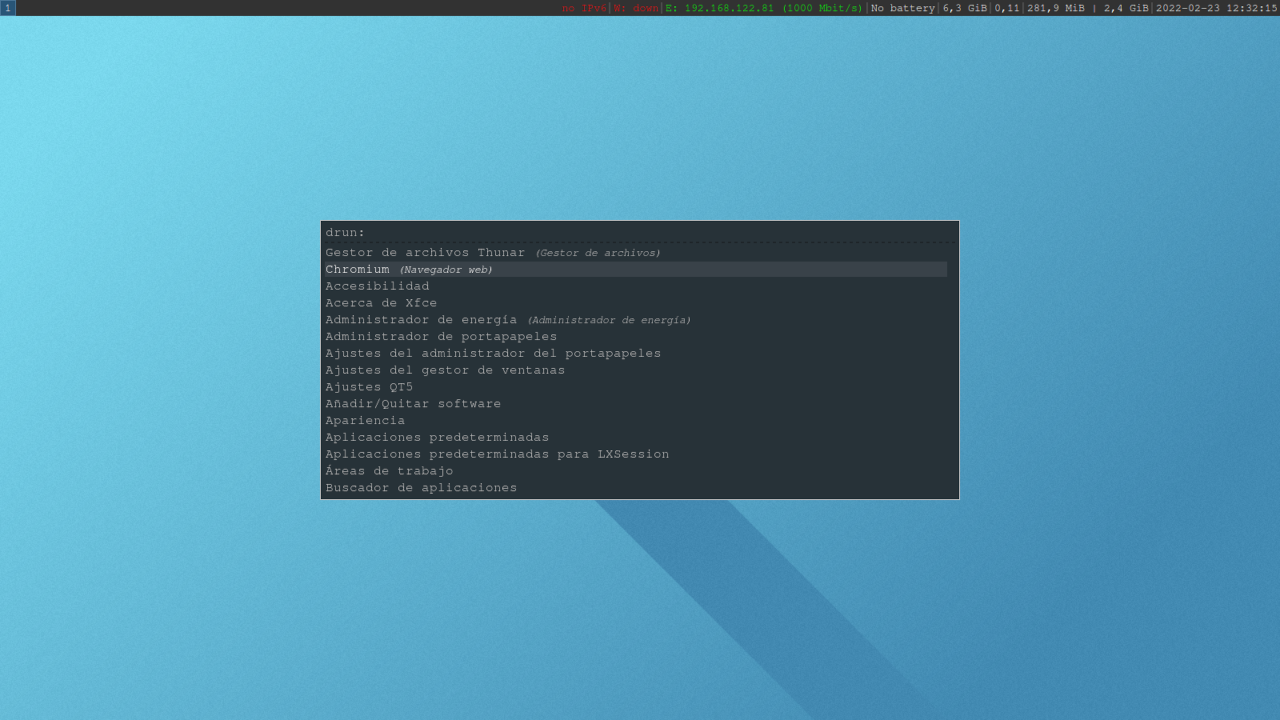 1 no IPv6|W: down|E: 192.168.122.81 (1000 Mbit/s)|No battery|6,3 GiB|0,11|281,9 MiB | 2,4 GiB|2022-02-23 12:32:15
drun:
Gestor de archivos Thunar (Gestor de archivos)
Chromium (Navegador web)
Accesibilidad
Acerca de Xfce
Administrador de energía (Administrador de energía)
Administrador de portapapeles
Ajustes del administrador del portapapeles
Ajustes del gestor de ventanas
Ajustes QT5
Añadir/Quitar software
Apariencia
Aplicaciones predeterminadas
Aplicaciones predeterminadas para LXSession
Áreas de trabajo
Buscador de aplicaciones